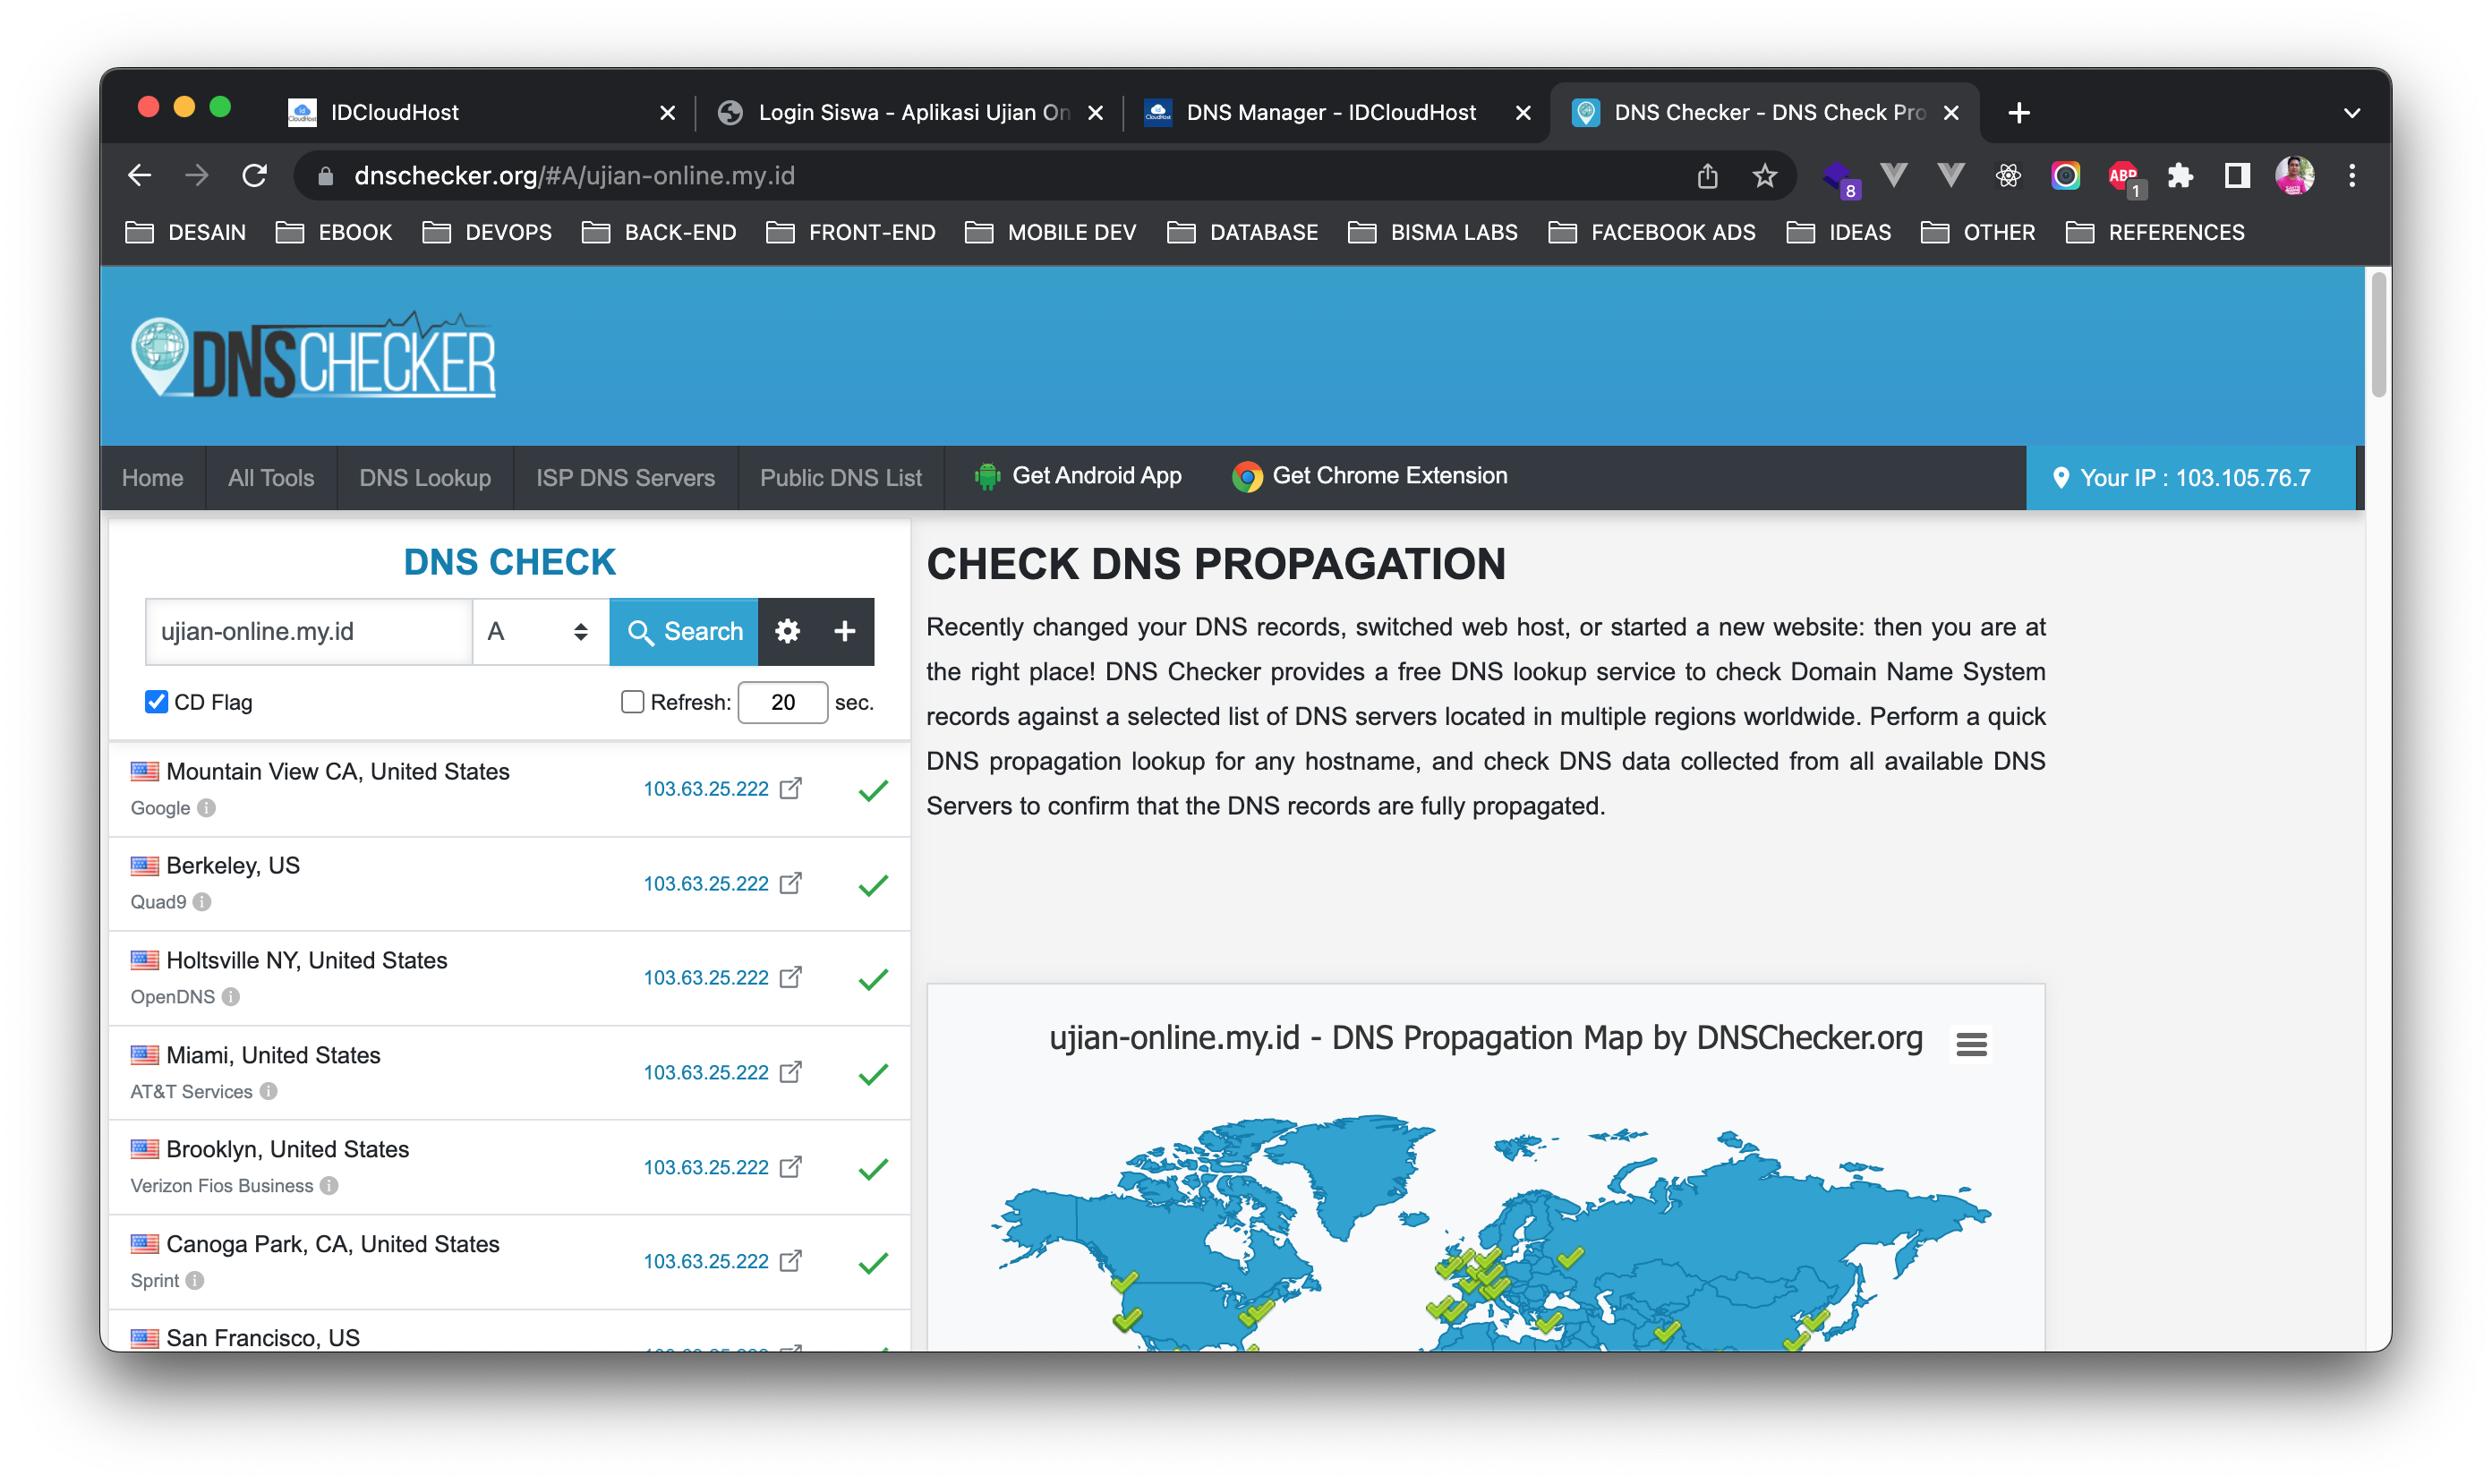 IDCloudHost
Login Siswa - Aplikasi Ujian On
DNS Manager - IDCloudHost
DNS Checker - DNS Check Pro
dnschecker.org/#A/ujian-online.my.id
8
ABP
1
DESAIN
EBOOK
DEVOPS
BACK-END
FRONT-END
MOBILE DEV
DATABASE
BISMA LABS
FACEBOOK ADS
IDEAS
OTHER
REFERENCES
DNSCHECKER
Home
All Tools
DNS Lookup
ISP DNS Servers
Public DNS List
Get Android App
Get Chrome Extension
Your IP : 103.105.76.7
DNS CHECK
ujian-online.my.id
A
Search
CD Flag
Refresh: 20 sec.
Mountain View CA, United States
Google
103.63.25.222
Berkeley, US
Quad9
103.63.25.222
Holtsville NY, United States
OpenDNS
103.63.25.222
Miami, United States
AT&T Services
103.63.25.222
Brooklyn, United States
Verizon Fios Business
103.63.25.222
Canoga Park, CA, United States
Sprint
103.63.25.222
San Francisco, US
CHECK DNS PROPAGATION
Recently changed your DNS records, switched web host, or started a new website: then you are at
the right place! DNS Checker provides a free DNS lookup service to check Domain Name System
records against a selected list of DNS servers located in multiple regions worldwide. Perform a quick
DNS propagation lookup for any hostname, and check DNS data collected from all available DNS
Servers to confirm that the DNS records are fully propagated.
ujian-online.my.id - DNS Propagation Map by DNSChecker.org